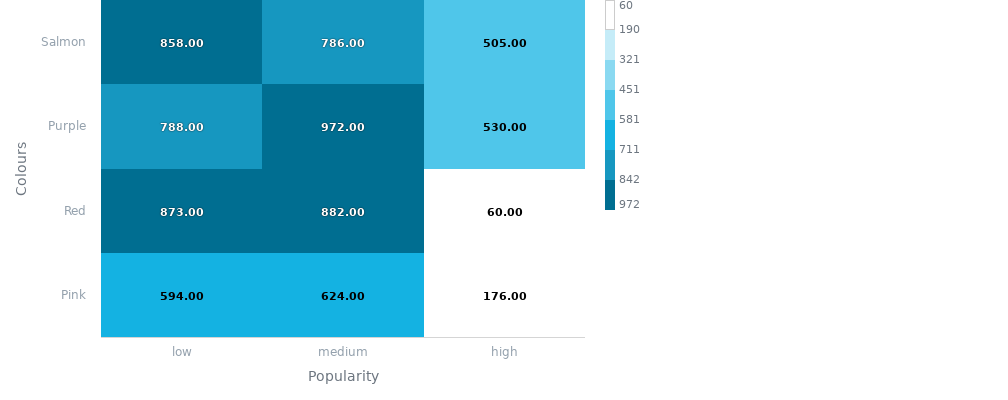 60
190
321
451
581
711
842
972
Salmon 858.00 786.00 505.00
Purple 788.00 972.00 530.00
Red 873.00 882.00 60.00
Pink 594.00 624.00 176.00
Colours
low medium high
Popularity